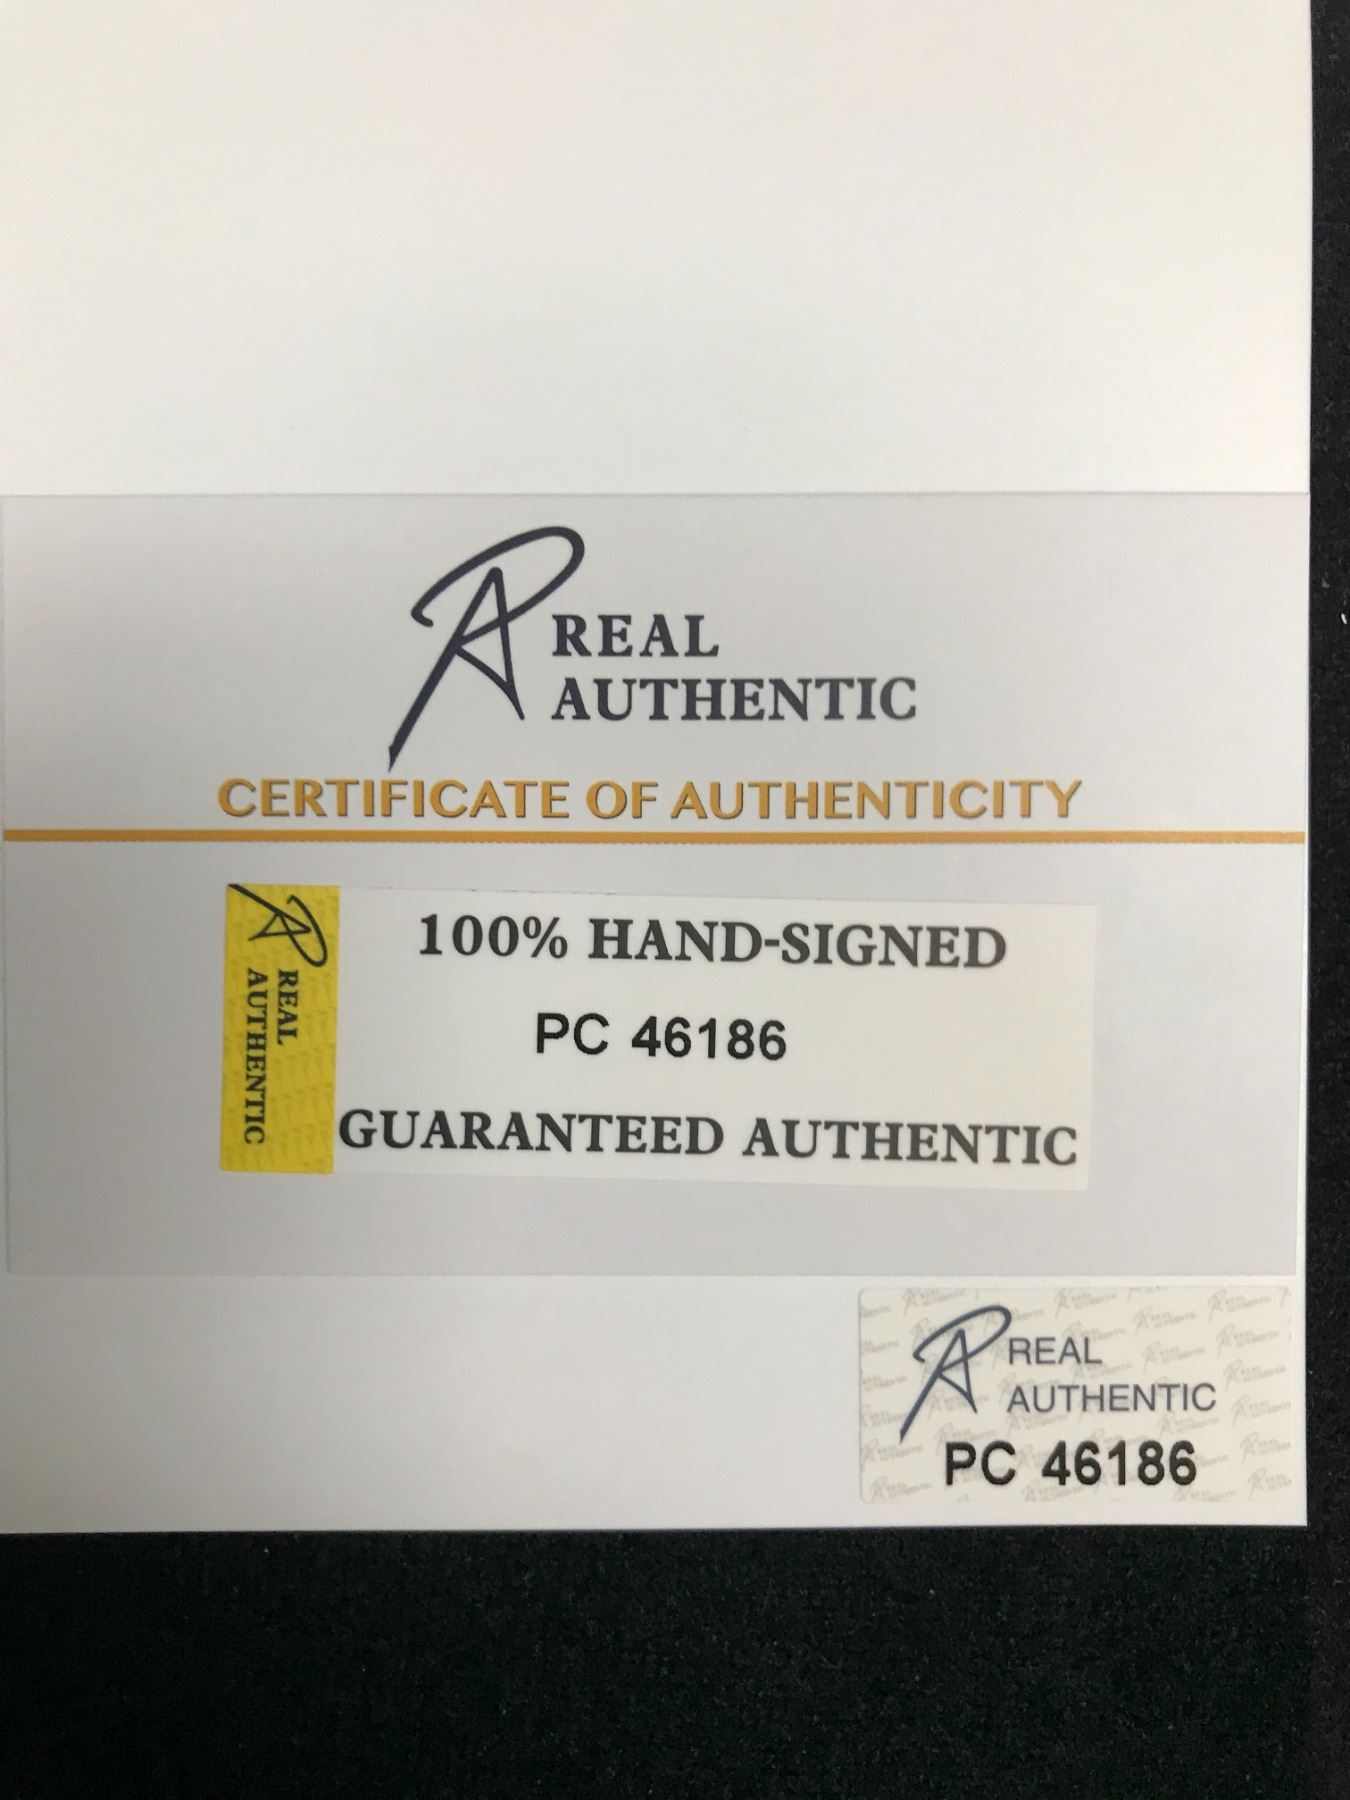 REAL
AUTHENTIC
CERTIFICATE OF AUTHENTICITY
REAL
AUTHENTIC
100% HAND-SIGNED
PC 46186
GUARANTEED AUTHENTIC
REAL
AUTHENTIC
PC 46186